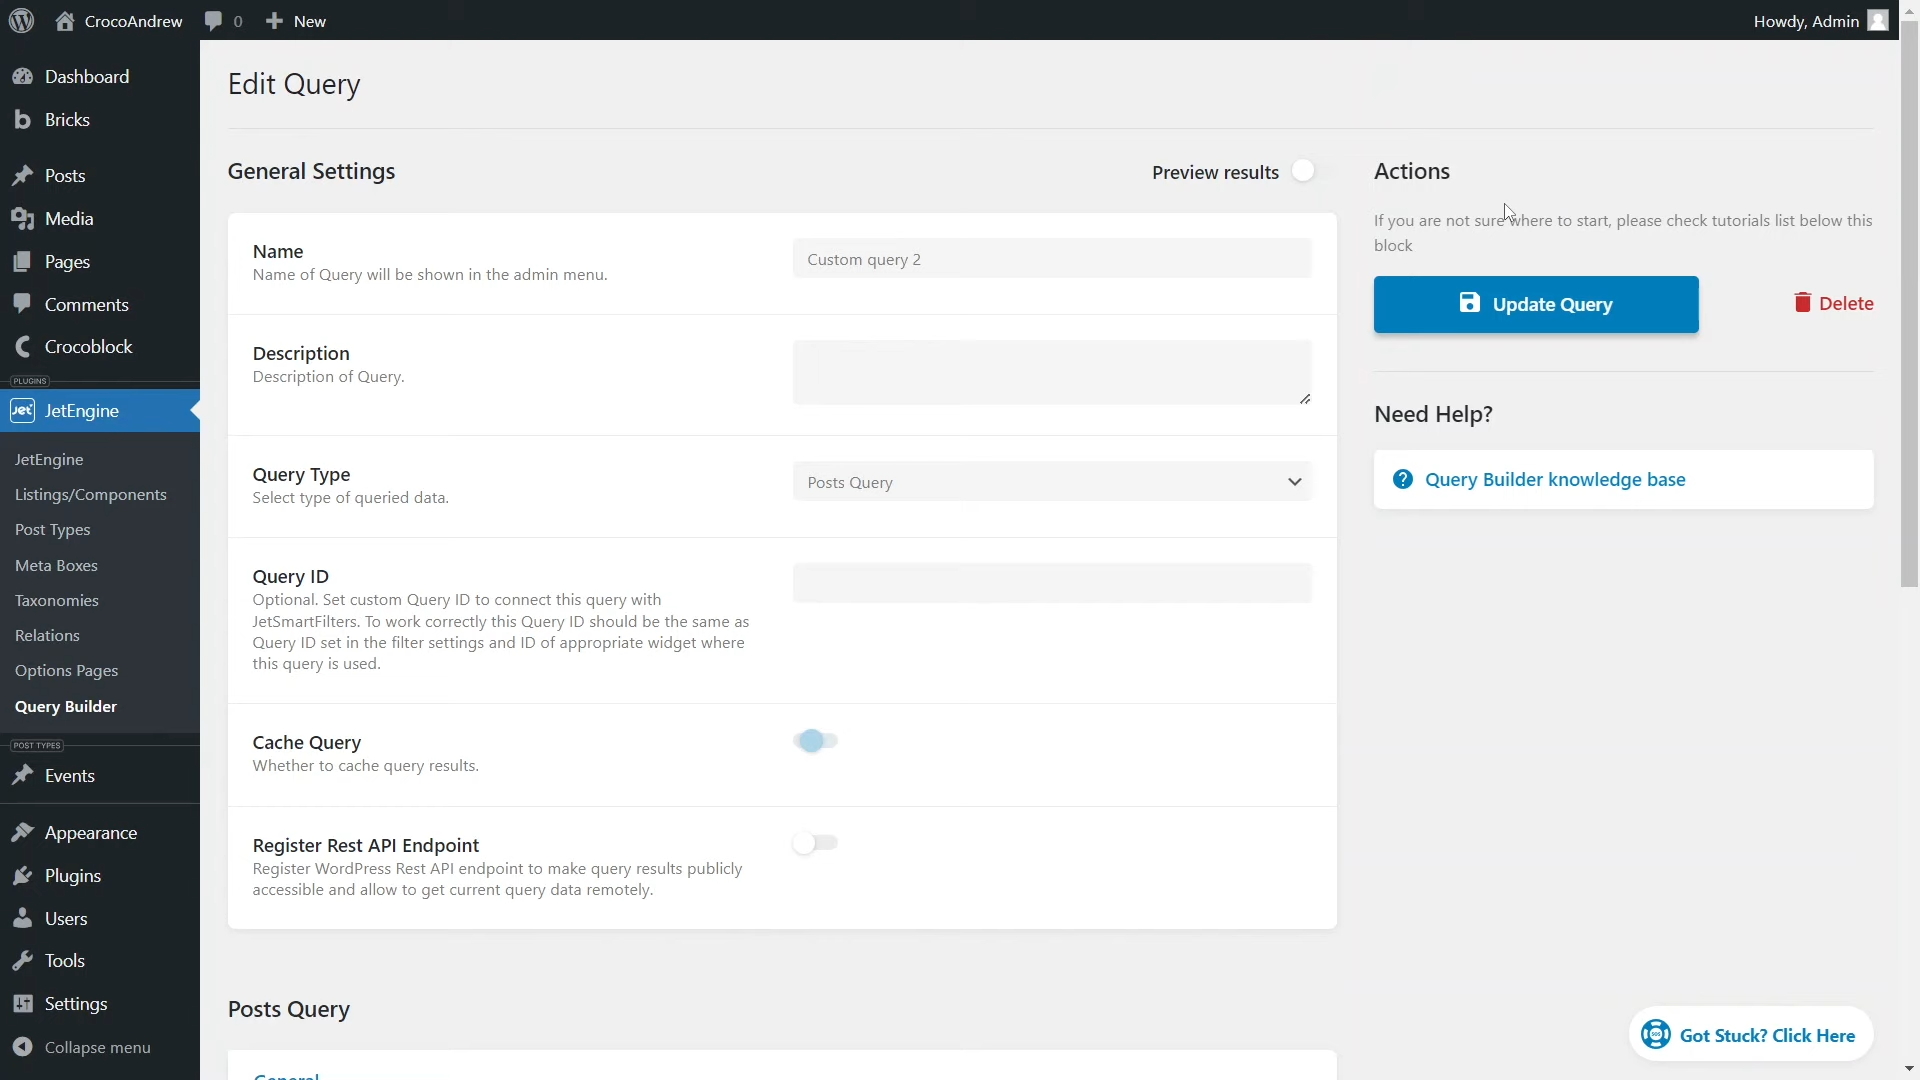 CrocoAndrew
0
New
Howdy, Admin
Dashboard
Bricks
Posts
Media
Pages
Comments
Crocoblock
PLUGINS
Jet
JetEngine
JetEngine
Listings/Components
Post Types
Meta Boxes
Taxonomies
Relations
Options Pages
Query Builder
POST TYPES
Events
Appearance
Plugins
Users
Tools
Settings
Collapse menu
Edit Query
General Settings
Preview results
Name
Name of Query will be shown in the admin menu.
Custom query 2
Description
Description of Query.
Query Type
Select type of queried data.
Posts Query
Query ID
Optional. Set custom Query ID to connect this query with
JetSmartFilters. To work correctly this Query ID should be the same as
Query ID set in the filter settings and ID of appropriate widget where
this query is used.
Cache Query
Whether to cache query results.
Register Rest API Endpoint
Register WordPress Rest API endpoint to make query results publicly
accessible and allow to get current query data remotely.
Posts Query
General
Actions
If you are not sure where to start, please check tutorials list below this
block
Update Query
Delete
Need Help?
Query Builder knowledge base
SOS
Got Stuck? Click Here